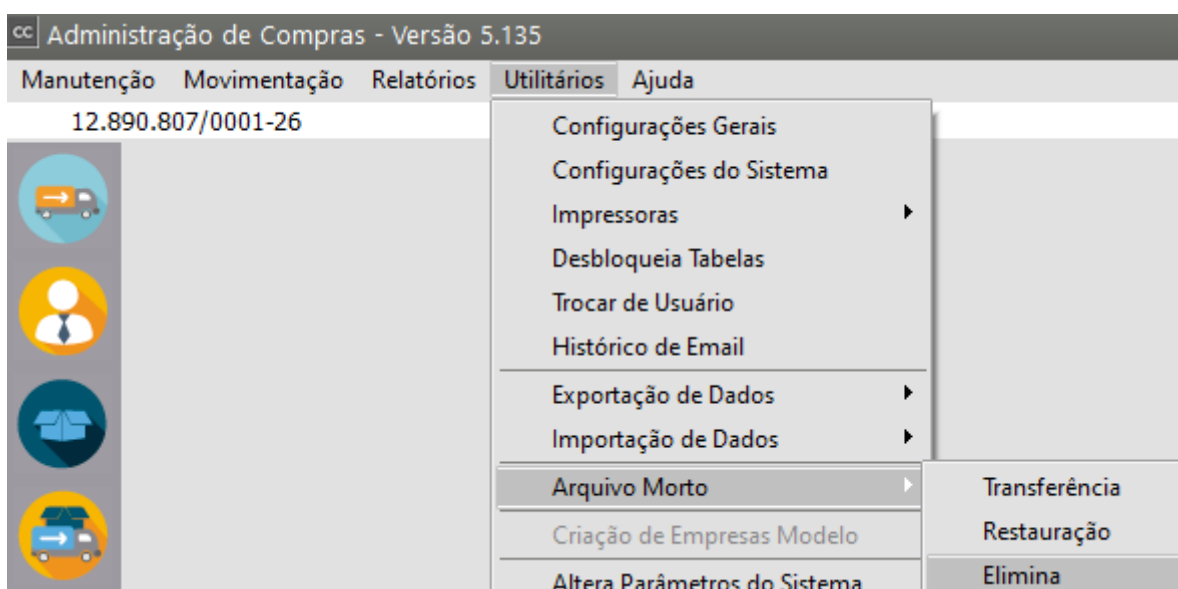 cc Administração de Compras - Versão 5.135
Manutenção Movimentação Relatórios Utilitários Ajuda
12.890.807/0001-26
Configurações Gerais
Configurações do Sistema
Impressoras
Desbloqueia Tabelas
Trocar de Usuário
Histórico de Email
Exportação de Dados
Importação de Dados
Arquivo Morto
Transferência
Restauração
Criação de Empresas Modelo
Elimina
Altera Parâmetros do Sistema